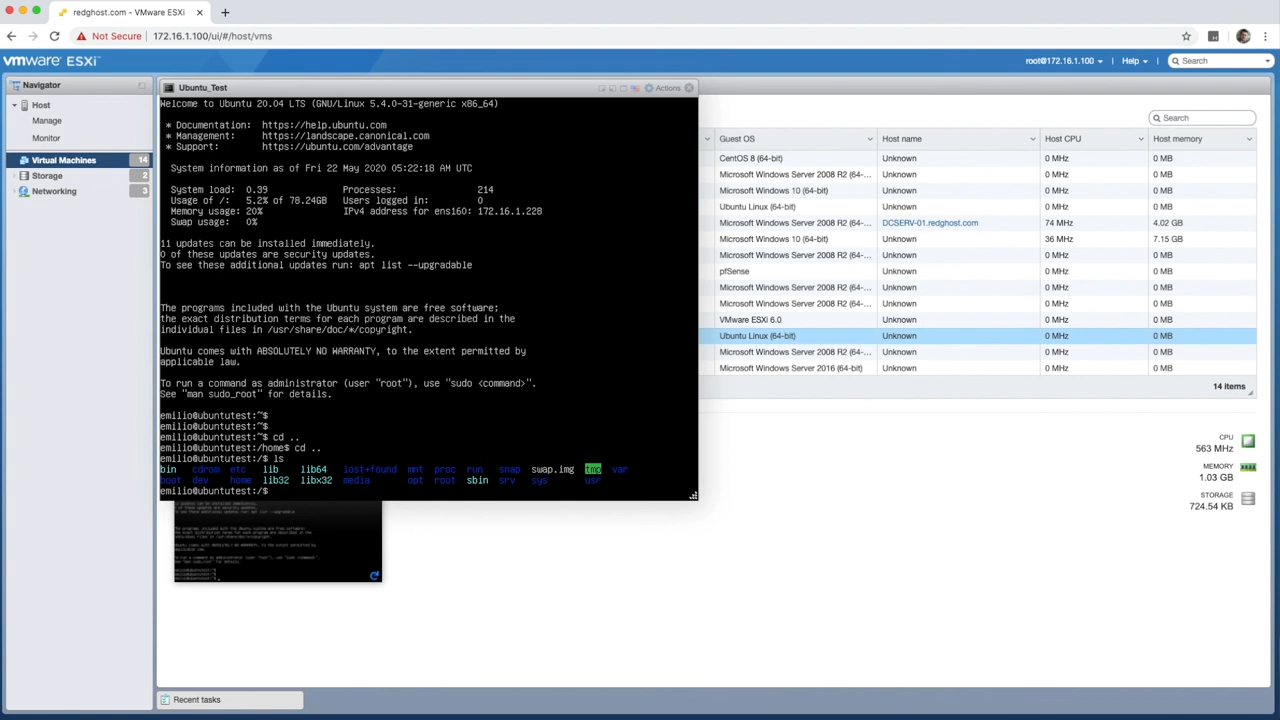 redghost.com - VMware ESXi
Not Secure 172.16.1.100/ui/#/host/vms
vmware ESXi
root@172.16.1.100
Help
Search
Navigator
Host
Manage
Monitor
Virtual Machines 14
Storage 2
Networking 3
Ubuntu_Test
Actions
Welcome to Ubuntu 20.04 LTS (GNU/Linux 5.4.0-31-generic x86_64)
* Documentation: https://help.ubuntu.com
* Management: https://landscape.canonical.com
* Support: https://ubuntu.com/advantage
System information as of Fri 22 May 2020 05:22:18 AM UTC
System load: 0.39 Processes: 214
Usage of /: 5.2% of 78.24GB Users logged in: 0
Memory usage: 20% IPv4 address for ens160: 172.16.1.228
Swap usage: 0%
11 updates can be installed immediately.
0 of these updates are security updates.
To see these additional updates run: apt list --upgradable
The programs included with the Ubuntu system are free software;
the exact distribution terms for each program are described in the
individual files in /usr/share/doc/*/copyright.
Ubuntu comes with ABSOLUTELY NO WARRANTY, to the extent permitted by
applicable law.
To run a command as administrator (user "root"), use "sudo <command>".
See "man sudo_root" for details.
emilio@ubuntutest:~$
emilio@ubuntutest:~$
emilio@ubuntutest:~$ cd ..
emilio@ubuntutest:/home$ cd ..
emilio@ubuntutest:/$ ls
bin cdrom etc lib lib64 lost+found mnt proc run snap swap.img tmp var
boot dev home lib32 libx32 media opt root sbin srv sys usr
emilio@ubuntutest:/$
Search
Guest OS Host name Host CPU Host memory
CentOS 8 (64-bit) Unknown 0 MHz 0 MB
Microsoft Windows Server 2008 R2 (64-... Unknown 0 MHz 0 MB
Microsoft Windows 10 (64-bit) Unknown 0 MHz 0 MB
Ubuntu Linux (64-bit) Unknown 0 MHz 0 MB
Microsoft Windows Server 2008 R2 (64-... DCSERV-01.redghost.com 74 MHz 4.02 GB
Microsoft Windows 10 (64-bit) Unknown 36 MHz 7.15 GB
Microsoft Windows Server 2008 R2 (64-... Unknown 0 MHz 0 MB
pfSense Unknown 0 MHz 0 MB
Microsoft Windows Server 2008 R2 (64-... Unknown 0 MHz 0 MB
Microsoft Windows Server 2008 R2 (64-... Unknown 0 MHz 0 MB
VMware ESXi 6.0 Unknown 0 MHz 0 MB
Ubuntu Linux (64-bit) Unknown 0 MHz 0 MB
Microsoft Windows Server 2008 R2 (64-... Unknown 0 MHz 0 MB
Microsoft Windows Server 2016 (64-bit) Unknown 0 MHz 0 MB
14 items
CPU
563 MHz
MEMORY
1.03 GB
STORAGE
724.54 KB
Recent tasks